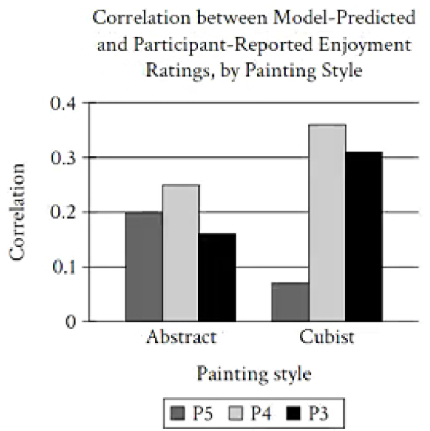 Correlation between Model-Predicted
and Participant-Reported Enjoyment
Ratings, by Painting Style
0.4
0.3
0.2
0.1
0
Correlation
Abstract
Cubist
Painting style
P5 P4 P3